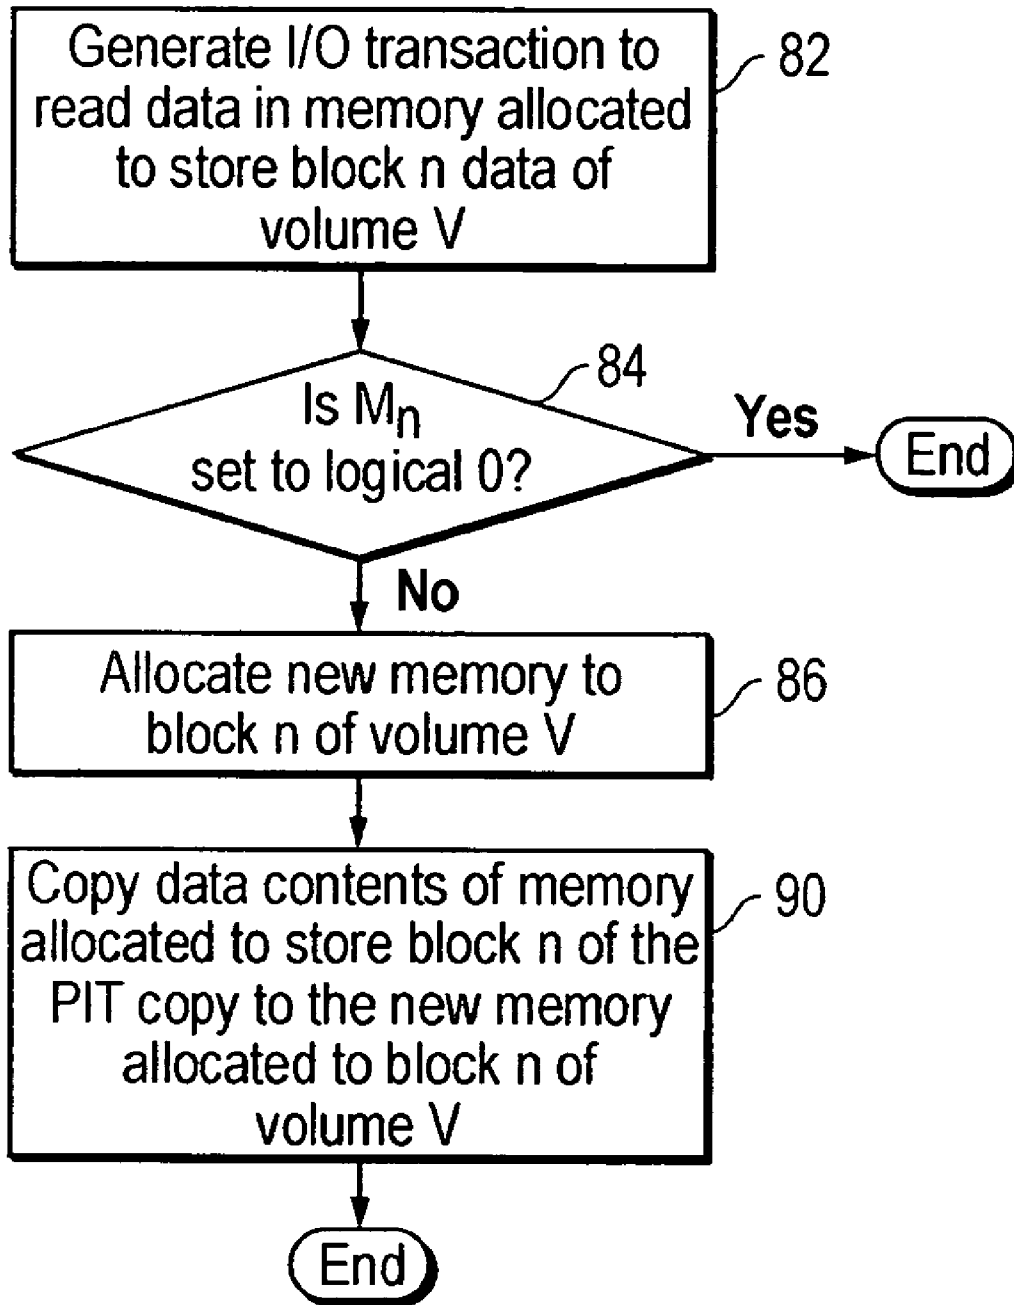 Generate I/O transaction to
read data in memory allocated
to store block n data of
volume V
82
Is Mn
set to logical 0?
84
Yes
End
No
Allocate new memory to
block n of volume V
86
Copy data contents of memory
allocated to store block n of the
PIT copy to the new memory
allocated to block n of
volume V
90
End